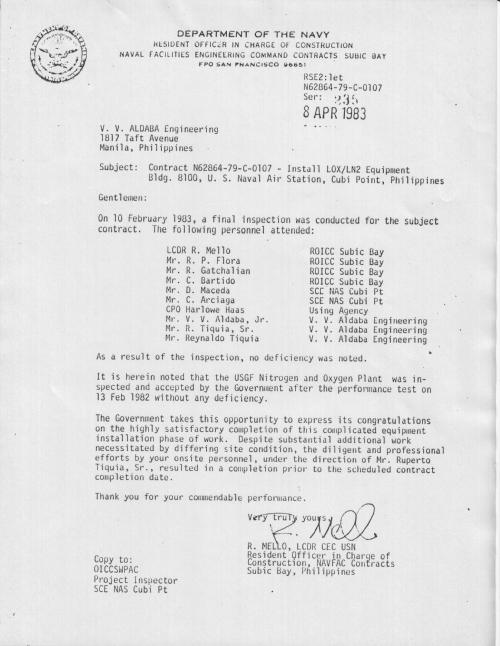 DEPARTMENT OF THE NAVY
RESIDENT OFFICER IN CHARGE OF CONSTRUCTION
NAVAL FACILITIES ENGINEERING COMMAND CONTRACTS SUBIC BAY
FPO SAN FRANCISCO 96651
RSE2:let
N62864-79-C-0107
Ser: 235
8 APR 1983
V. V. ALDABA Engineering
1817 Taft Avenue
Manila, Philippines
Subject: Contract N62864-79-C-0107 - Install LOX/LN2 Equipment
Bldg. 8100, U. S. Naval Air Station, Cubi Point, Philippines
Gentlemen:
On 10 February 1983, a final inspection was conducted for the subject
contract. The following personnel attended:
LCDR R. Mello ROICC Subic Bay
Mr. R. P. Flora ROICC Subic Bay
Mr. R. Gatchalian ROICC Subic Bay
Mr. C. Bartido ROICC Subic Bay
Mr. D. Maceda SCE NAS Cubi Pt
Mr. C. Arciaga SCE NAS Cubi Pt
CPO Harlowe Haas Using Agency
Mr. V. V. Aldaba, Jr. V. V. Aldaba Engineering
Mr. R. Tiquia, Sr. V. V. Aldaba Engineering
Mr. Reynaldo Tiquia V. V. Aldaba Engineering
As a result of the inspection, no deficiency was noted.
It is herein noted that the USGF Nitrogen and Oxygen Plant was in-
spected and accepted by the Government after the performance test on
13 Feb 1982 without any deficiency.
The Government takes this opportunity to express its congratulations
on the highly satisfactory completion of this complicated equipment
installation phase of work. Despite substantial additional work
necessitated by differing site condition, the diligent and professional
efforts by your onsite personnel, under the direction of Mr. Ruperto
Tiquia, Sr., resulted in a completion prior to the scheduled contract
completion date.
Thank you for your commendable performance.
Very truly yours,
R. Mello
R. MELLO, LCDR CEC USN
Resident Officer in Charge of
Construction, NAVFAC Contracts
Subic Bay, Philippines
Copy to:
OICCSWPAC
Project Inspector
SCE NAS Cubi Pt